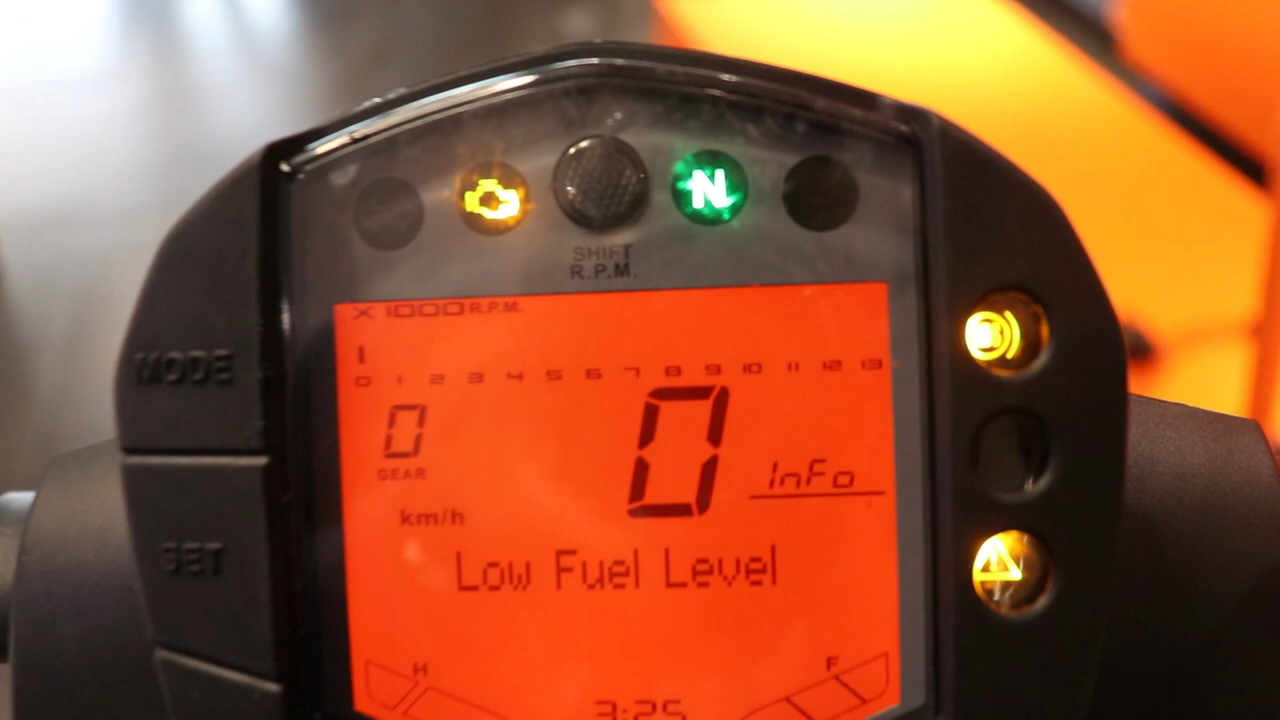 N
SHIFT
R.P.M.
X 1000 R.P.M.
0 1 2 3 4 5 6 7 8 9 10 11 12 13
MODE
0
GEAR
0
InFo
km/h
Low Fuel Level
SET
H
F
3:25